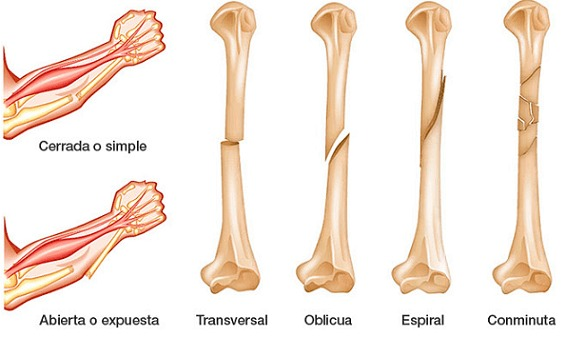 Cerrada o simple
Abierta o expuesta
Transversal
Oblicua
Espiral
Conminuta